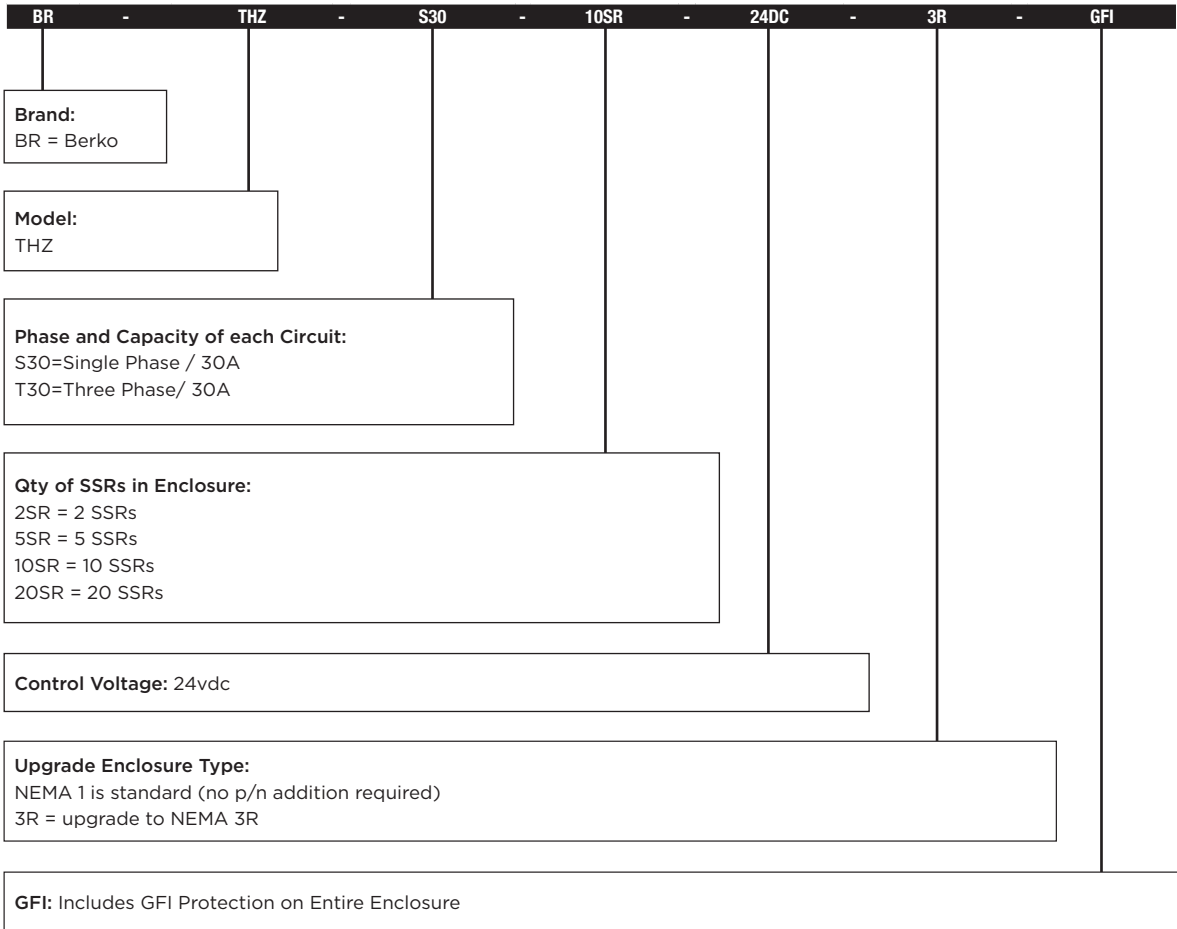 BR - THZ - S30 - 10SR - 24DC - 3R - GFI
Brand:
BR = Berko
Model:
THZ
Phase and Capacity of each Circuit:
S30=Single Phase / 30A
T30=Three Phase/ 30A
Qty of SSRs in Enclosure:
2SR = 2 SSRs
5SR = 5 SSRs
10SR = 10 SSRs
20SR = 20 SSRs
Control Voltage: 24vdc
Upgrade Enclosure Type:
NEMA 1 is standard (no p/n addition required)
3R = upgrade to NEMA 3R
GFI: Includes GFI Protection on Entire Enclosure